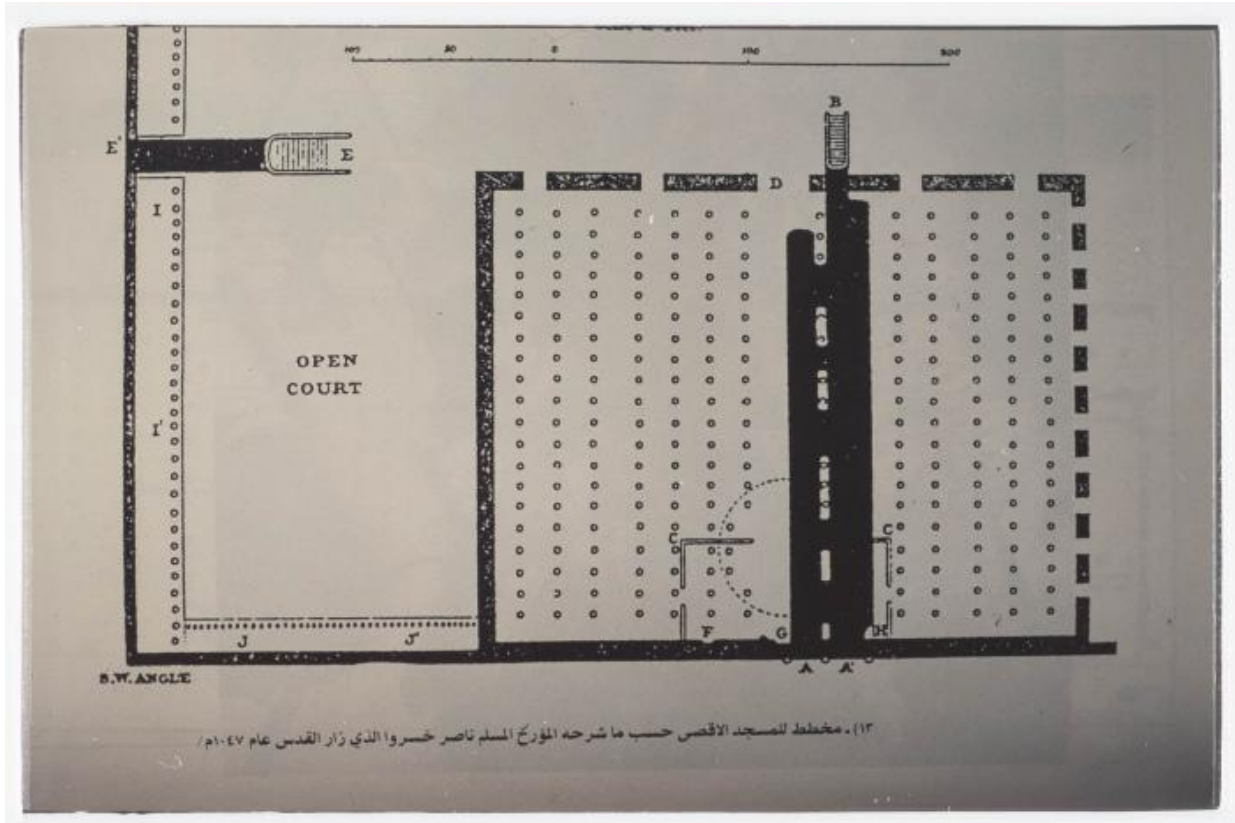 100 50 0 100 200
B
E' E
D
I
OPEN
COURT
I'
C C
F G H
J J'
A A'
S.W. ANGLE
١٣)ـ مخطط للمسجد الاقصى حسب ما شرحه المؤرخ المسلم ناصر خسروا الذي زار القدس عام ١٠٤٧م/